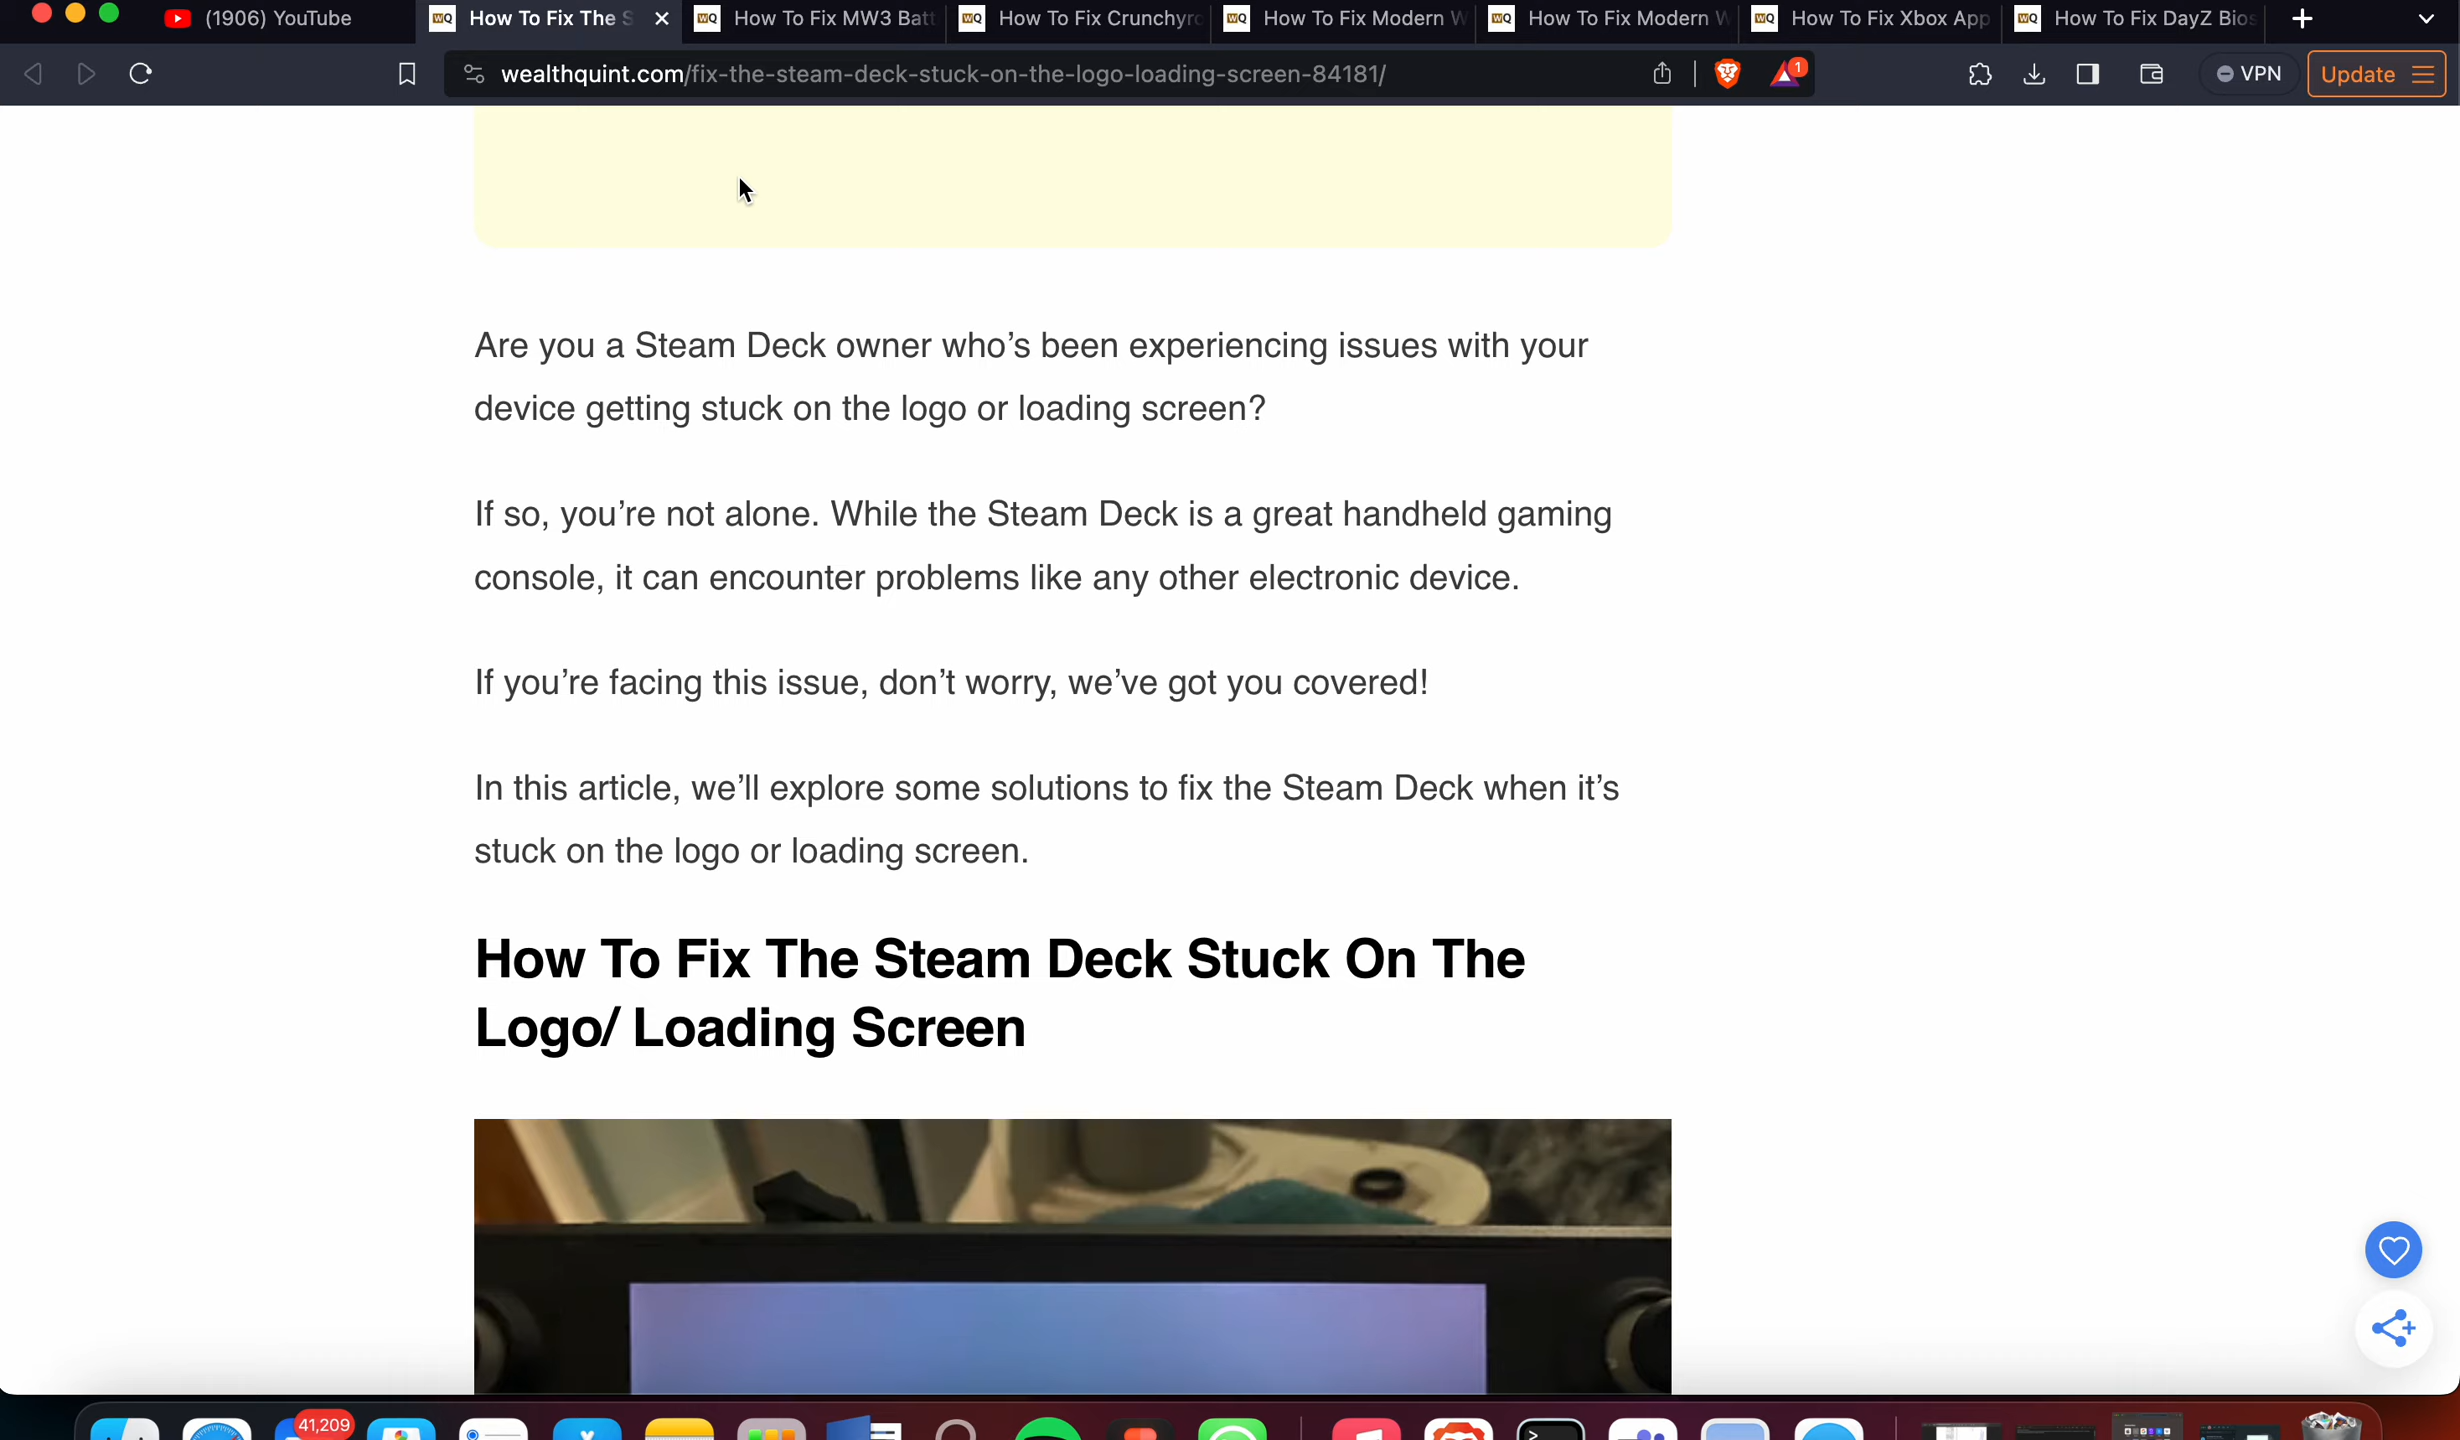 (1906) YouTube
How To Fix The S
How To Fix MW3 Batt
How To Fix Crunchyro
How To Fix Modern W
How To Fix Modern W
How To Fix Xbox App
How To Fix DayZ Bios
wealthquint.com/fix-the-steam-deck-stuck-on-the-logo-loading-screen-84181/
1
VPN
Update
Are you a Steam Deck owner who’s been experiencing issues with your
device getting stuck on the logo or loading screen?
If so, you’re not alone. While the Steam Deck is a great handheld gaming
console, it can encounter problems like any other electronic device.
If you’re facing this issue, don’t worry, we’ve got you covered!
In this article, we’ll explore some solutions to fix the Steam Deck when it’s
stuck on the logo or loading screen.
How To Fix The Steam Deck Stuck On The
Logo/ Loading Screen
41,209